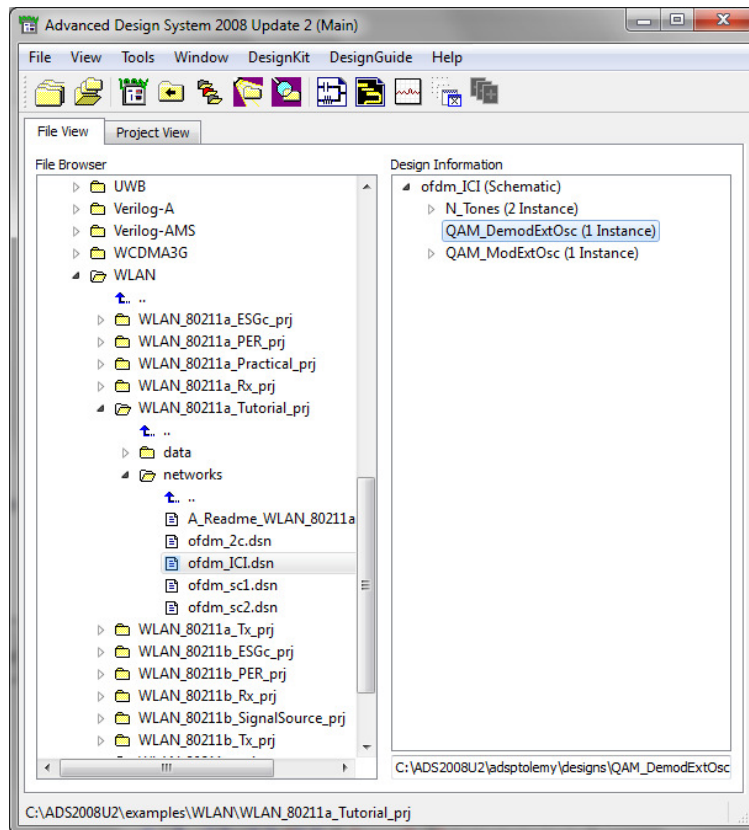 Advanced Design System 2008 Update 2 (Main)
File View Tools Window DesignKit DesignGuide Help
File View Project View
File Browser
UWB
Verilog-A
Verilog-AMS
WCDMA3G
WLAN
..
WLAN_80211a_ESGc_prj
WLAN_80211a_PER_prj
WLAN_80211a_Practical_prj
WLAN_80211a_Rx_prj
WLAN_80211a_Tutorial_prj
..
data
networks
..
A_Readme_WLAN_80211a
ofdm_2c.dsn
ofdm_ICI.dsn
ofdm_sc1.dsn
ofdm_sc2.dsn
WLAN_80211a_Tx_prj
WLAN_80211b_ESGc_prj
WLAN_80211b_PER_prj
WLAN_80211b_Rx_prj
WLAN_80211b_SignalSource_prj
WLAN_80211b_Tx_prj
Design Information
ofdm_ICI (Schematic)
N_Tones (2 Instance)
QAM_DemodExtOsc (1 Instance)
QAM_ModExtOsc (1 Instance)
C:\ADS2008U2\adsptolemy\designs\QAM_DemodExtOsc
C:\ADS2008U2\examples\WLAN\WLAN_80211a_Tutorial_prj